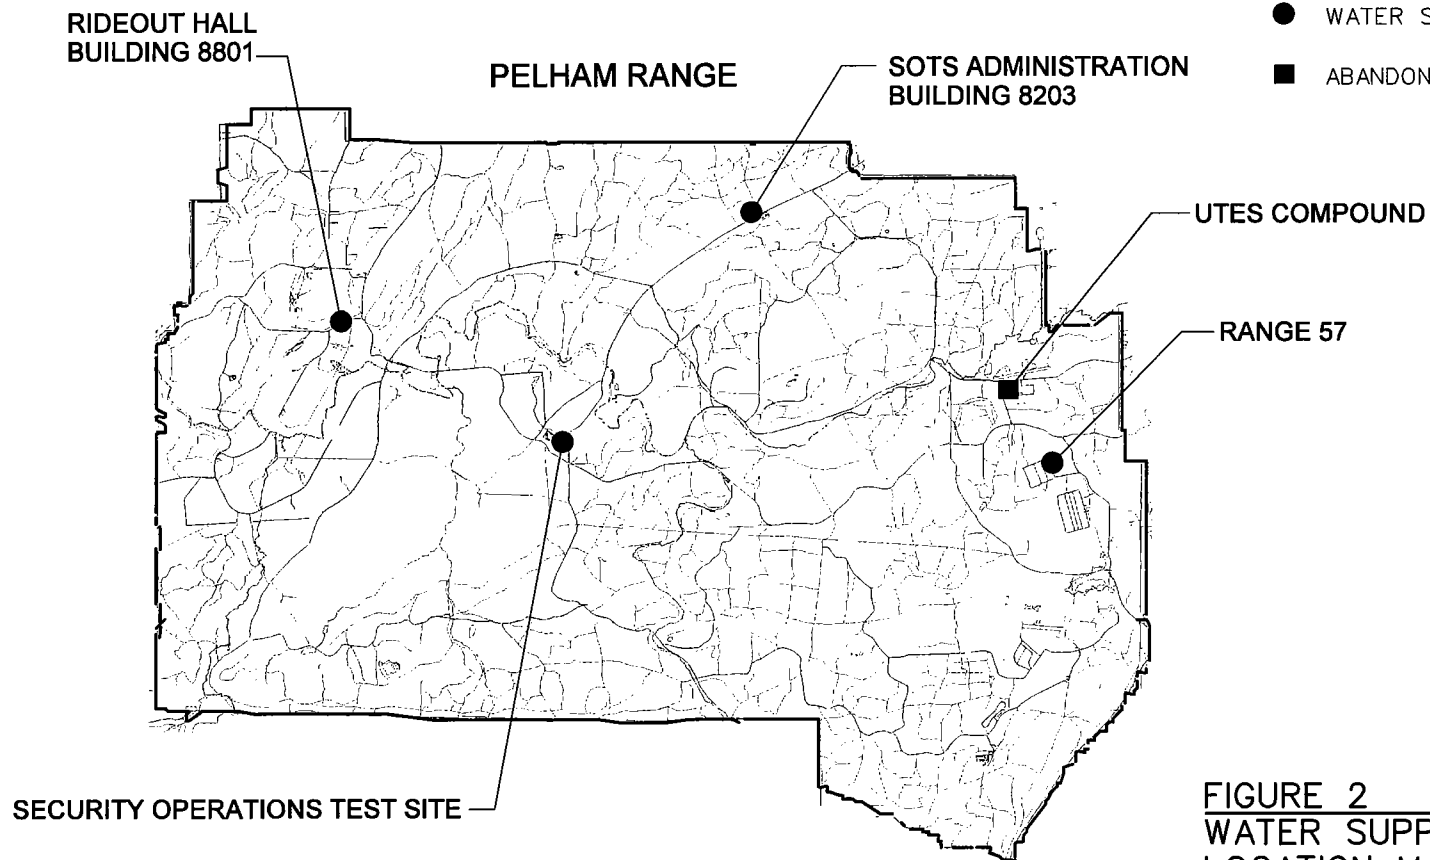 RIDEOUT HALL
BUILDING 8801
PELHAM RANGE
SOTS ADMINISTRATION
BUILDING 8203
WATER
ABANDON
UTES COMPOUND
RANGE 57
SECURITY OPERATIONS TEST SITE
FIGURE 2
WATER SUPP